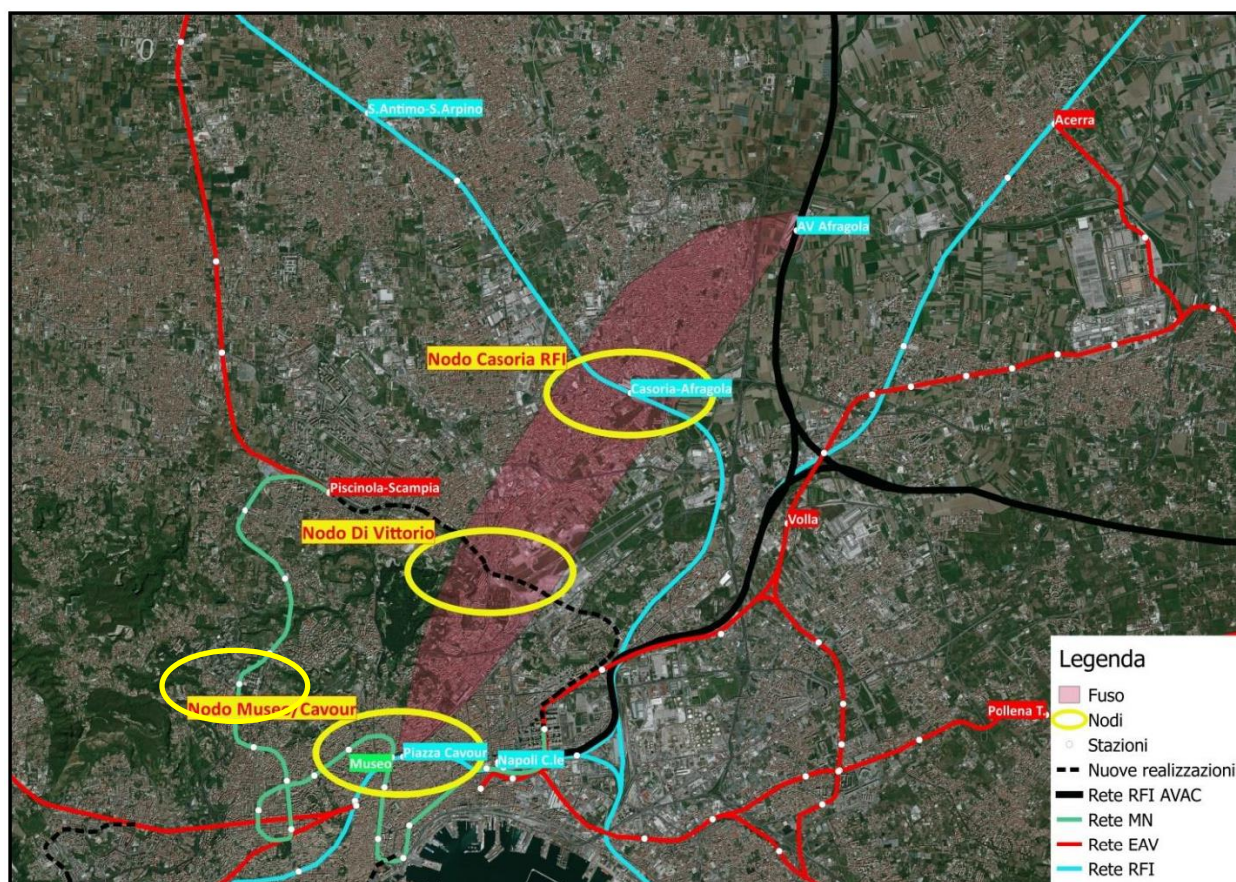 S.Antimo-S.Arpino
Acerra
AV Afragola
Nodo Casoria RFI
Casoria-Afragola
Piscinola-Scampia
Nodo Di Vittorio
Volla
Nodo Museo/Cavour
Pollena T.
Museo
Piazza Cavour
Napoli C.le
Legenda
Fuso
Nodi
Stazioni
Nuove realizzazioni
Rete RFI AVAC
Rete MN
Rete EAV
Rete RFI